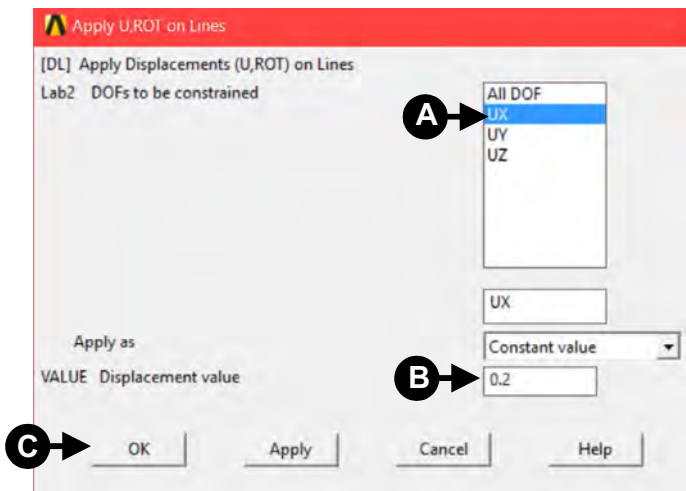 Apply U,ROT on Lines
[DL] Apply Displacements (U,ROT) on Lines
Lab2 DOFs to be constrained
All DOF
A
UX
UY
UZ
UX
Apply as
Constant value
VALUE Displacement value
B
0.2
C
OK
Apply
Cancel
Help